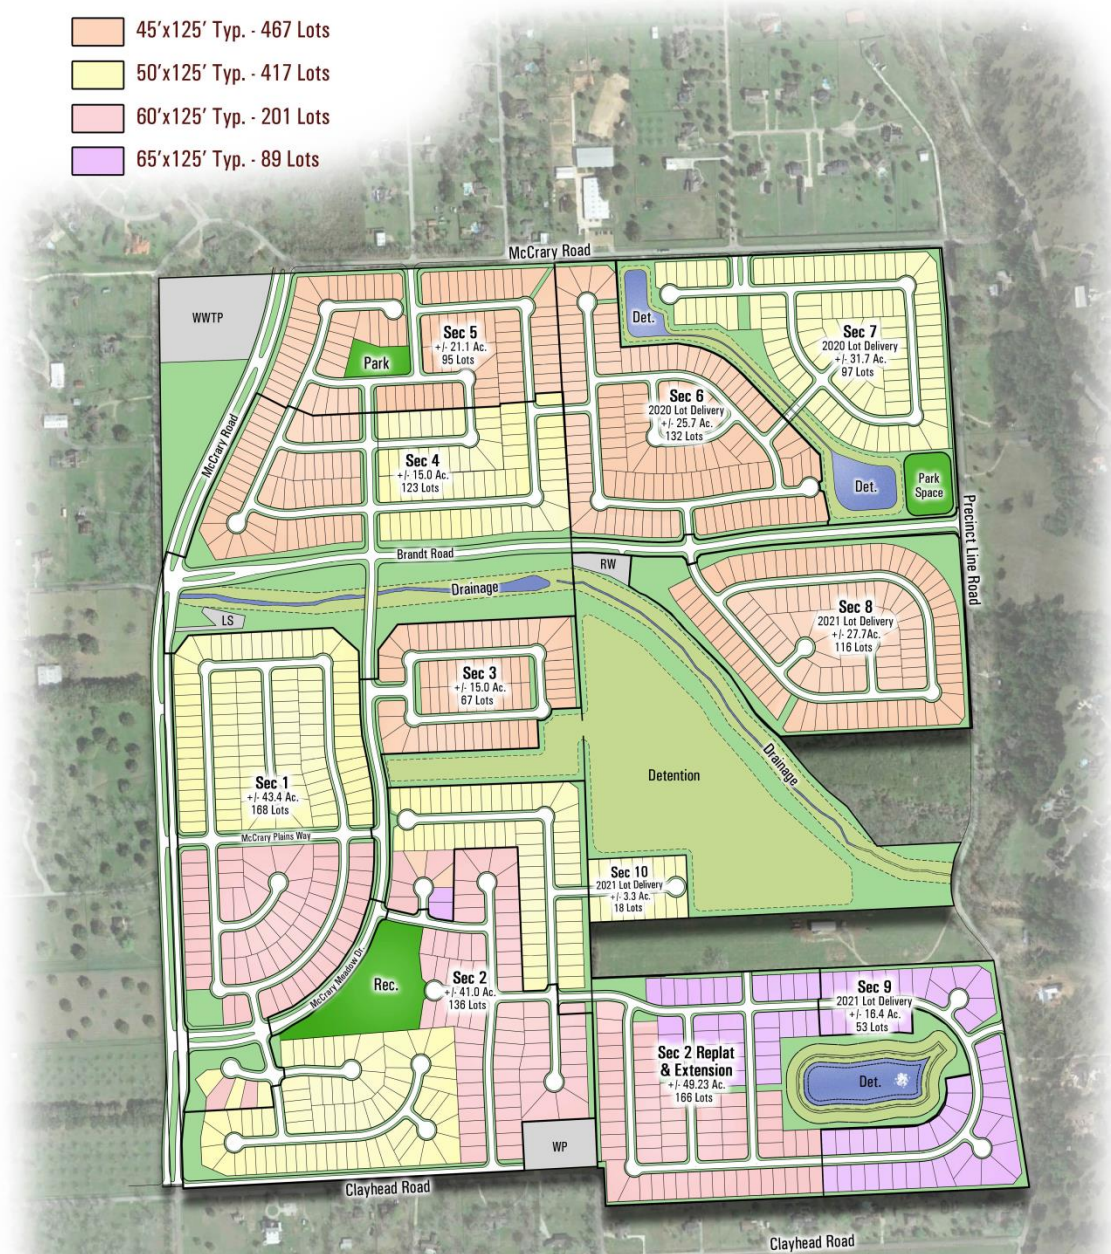 45'x125' Typ. - 467 Lots
50'x125' Typ. - 417 Lots
60'x125' Typ. - 201 Lots
65'x125' Typ. - 89 Lots
McCrary Road
WWTP
Det.
Sec 5
+/- 21.1 Ac.
95 Lots
Park
Sec 7
2020 Lot Delivery
+/- 31.7 Ac.
97 Lots
Sec 6
2020 Lot Delivery
+/- 25.7 Ac.
132 Lots
McCrary Road
Sec 4
+/- 15.0 Ac.
123 Lots
Det.
Park
Space
Precinct Line Road
Brandt Road
RW
Drainage
LS
Sec 8
2021 Lot Delivery
+/- 27.7Ac.
116 Lots
Sec 3
+/- 15.0 Ac.
67 Lots
Drainage
Detention
Sec 1
+/- 43.4 Ac.
168 Lots
McCrary Plains Way
Sec 10
2021 Lot Delivery
+/- 3.3 Ac.
18 Lots
McCrary Meadow Dr.
Rec.
Sec 2
+/- 41.0 Ac.
136 Lots
Sec 9
2021 Lot Delivery
+/- 16.4 Ac.
53 Lots
Sec 2 Replat
& Extension
+/- 49.23 Ac.
166 Lots
Det.
WP
Clayhead Road
Clayhead Road